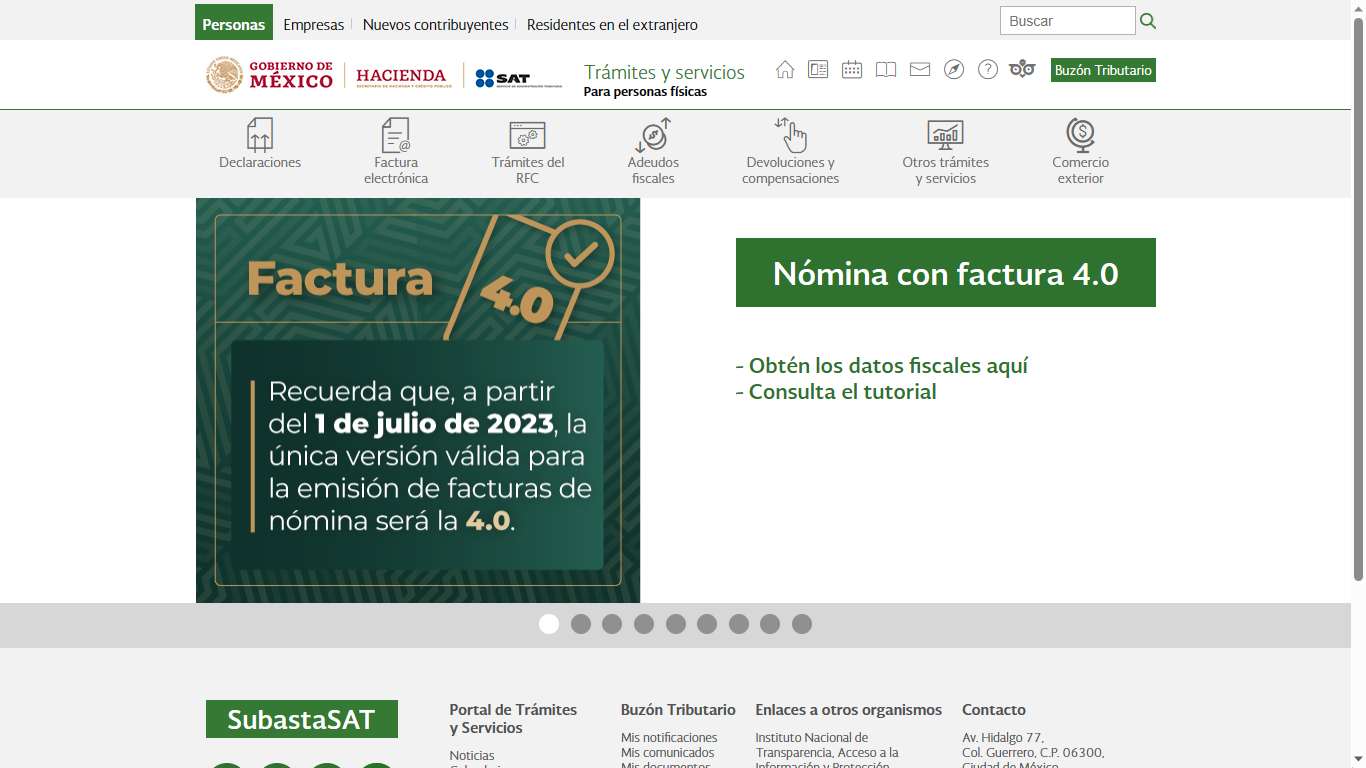 Personas
Empresas
Nuevos contribuyentes
Residentes en el extranjero
Buscar
GOBIERNO DE
MÉXICO
HACIENDA
SECRETARÍA DE HACIENDA Y CRÉDITO PÚBLICO
SAT
SERVICIO DE ADMINISTRACIÓN TRIBUTARIA
Trámites y servicios
Para personas físicas
Buzón Tributario
Declaraciones
Factura
electrónica
Trámites del
RFC
Adeudos
fiscales
Devoluciones y
compensaciones
Otros trámites
y servicios
Comercio
exterior
Factura
4.0
Recuerda que, a partir
del 1 de julio de 2023, la
única versión válida para
la emisión de facturas de
nómina será la 4.0.
Nómina con factura 4.0
- Obtén los datos fiscales aquí
- Consulta el tutorial
SubastaSAT
Portal de Trámites
y Servicios
Noticias
Buzón Tributario
Mis notificaciones
Mis comunicados
Mis documentos
Enlaces a otros organismos
Instituto Nacional de
Transparencia, Acceso a la
Información y Protección
Contacto
Av. Hidalgo 77,
Col. Guerrero, C.P. 06300,
Ciudad de México